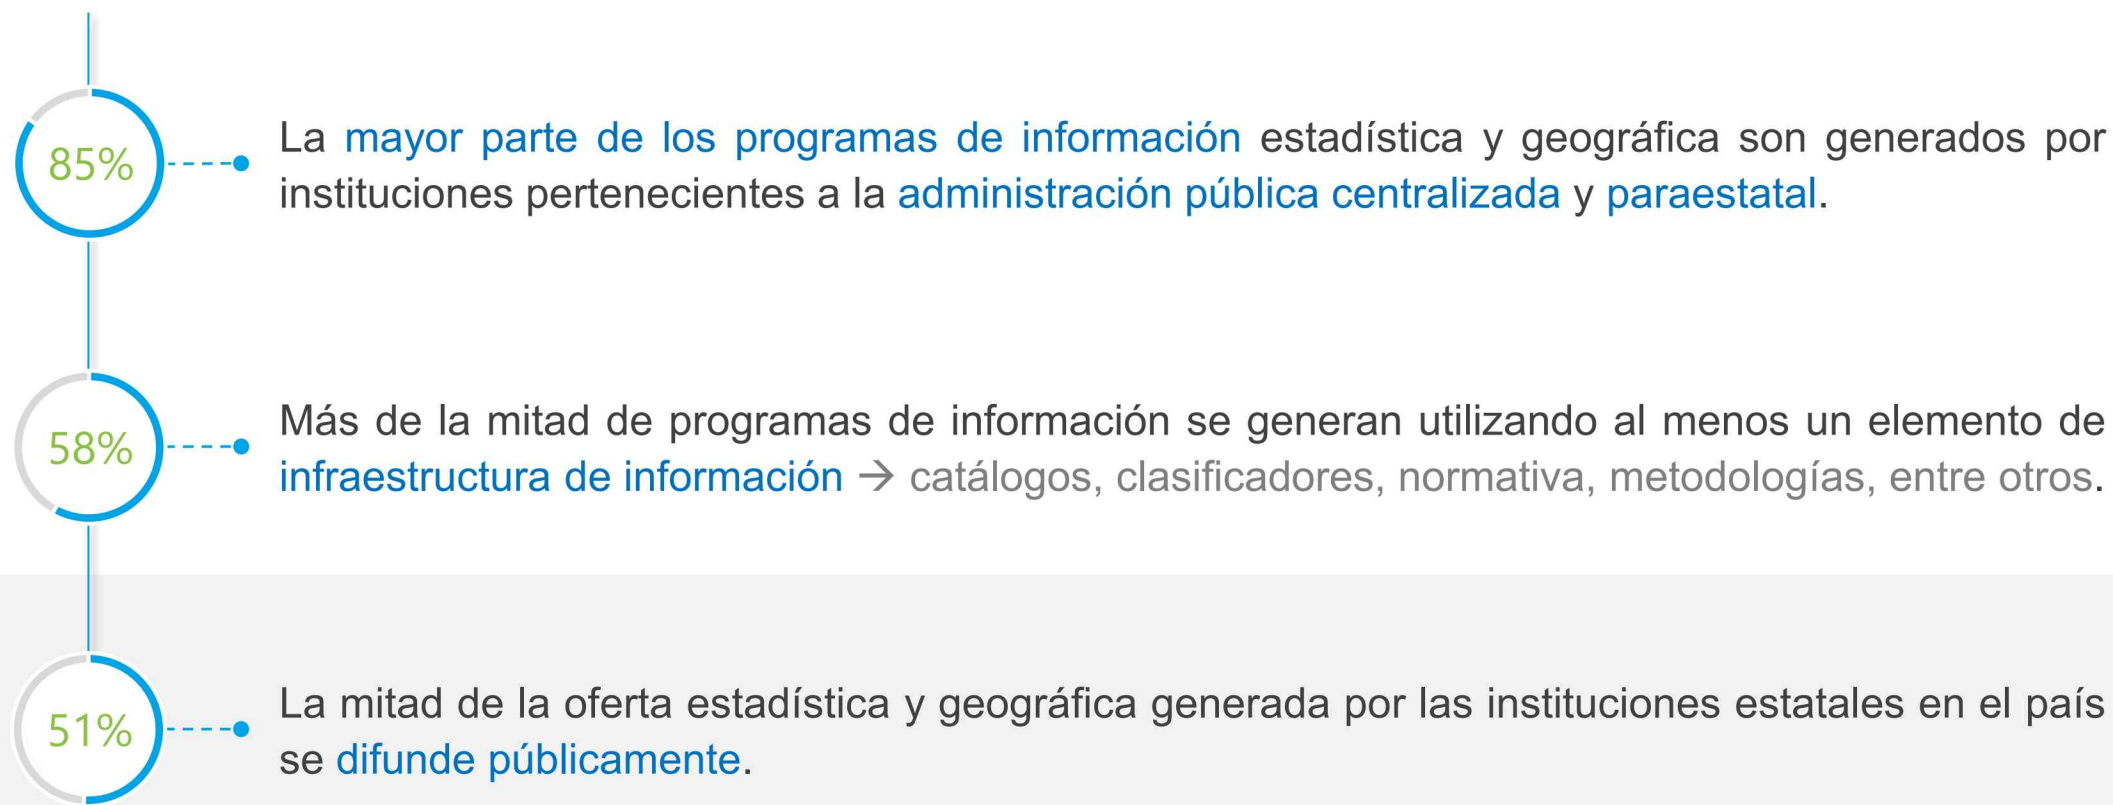 85%
La mayor parte de los programas de información estadística y geográfica son generados por
instituciones pertenecientes a la administración pública centralizada y paraestatal.
58%
Más de la mitad de programas de información se generan utilizando al menos un elemento de
infraestructura de información → catálogos, clasificadores, normativa, metodologías, entre otros.
51%
La mitad de la oferta estadística y geográfica generada por las instituciones estatales en el país
se difunde públicamente.